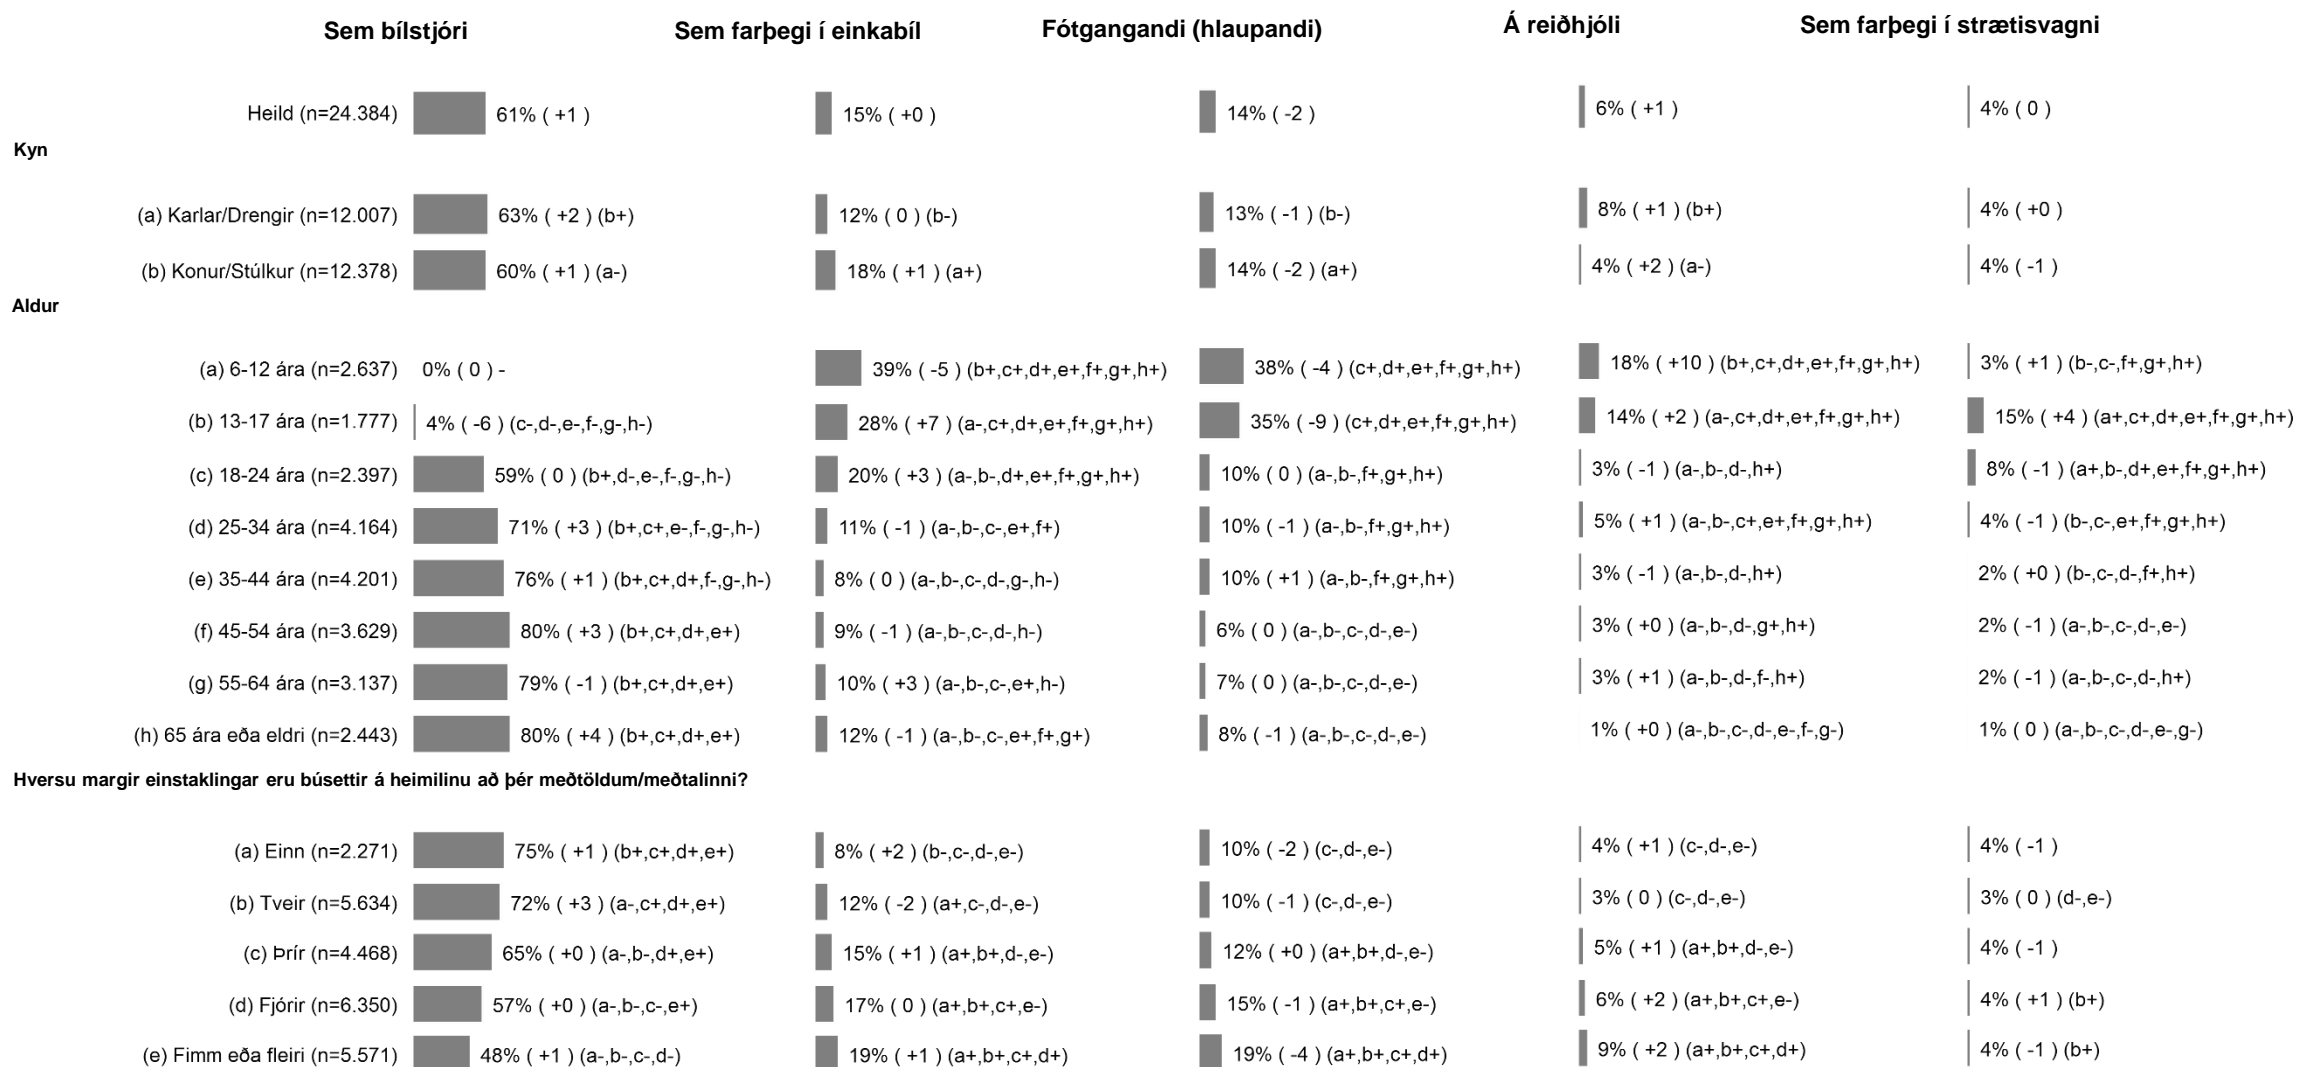 Sem bílstjóri Sem farþegi í einkabíl Fótgangandi (hlaupandi) Á reiðhjóli Sem farþegi í strætisvagni
Heild (n=24.384) 61% ( +1 ) 15% ( +0 ) 14% ( -2 ) 6% ( +1 ) 4% ( 0 )
Kyn
(a) Karlar/Drengir (n=12.007) 63% ( +2 ) (b+) 12% ( 0 ) (b-) 13% ( -1 ) (b-) 8% ( +1 ) (b+) 4% ( +0 )
(b) Konur/Stúlkur (n=12.378) 60% ( +1 ) (a-) 18% ( +1 ) (a+) 14% ( -2 ) (a+) 4% ( +2 ) (a-) 4% ( -1 )
Aldur
(a) 6-12 ára (n=2.637) 0% ( 0 ) - 39% ( -5 ) (b+,c+,d+,e+,f+,g+,h+) 38% ( -4 ) (c+,d+,e+,f+,g+,h+) 18% ( +10 ) (b+,c+,d+,e+,f+,g+,h+) 3% ( +1 ) (b-,c-,f+,g+,h+)
(b) 13-17 ára (n=1.777) 4% ( -6 ) (c-,d-,e-,f-,g-,h-) 28% ( +7 ) (a-,c+,d+,e+,f+,g+,h+) 35% ( -9 ) (c+,d+,e+,f+,g+,h+) 14% ( +2 ) (a-,c+,d+,e+,f+,g+,h+) 15% ( +4 ) (a+,c+,d+,e+,f+,g+,h+)
(c) 18-24 ára (n=2.397) 59% ( 0 ) (b+,d-,e-,f-,g-,h-) 20% ( +3 ) (a-,b-,d+,e+,f+,g+,h+) 10% ( 0 ) (a-,b-,f+,g+,h+) 3% ( -1 ) (a-,b-,d-,h+) 8% ( -1 ) (a+,b-,d+,e+,f+,g+,h+)
(d) 25-34 ára (n=4.164) 71% ( +3 ) (b+,c+,e-,f-,g-,h-) 11% ( -1 ) (a-,b-,c-,e+,f+) 10% ( -1 ) (a-,b-,f+,g+,h+) 5% ( +1 ) (a-,b-,c+,e+,f+,g+,h+) 4% ( -1 ) (b-,c-,e+,f+,g+,h+)
(e) 35-44 ára (n=4.201) 76% ( +1 ) (b+,c+,d+,f-,g-,h-) 8% ( 0 ) (a-,b-,c-,d-,g-,h-) 10% ( +1 ) (a-,b-,f+,g+,h+) 3% ( -1 ) (a-,b-,d-,h+) 2% ( +0 ) (b-,c-,d-,f+,h+)
(f) 45-54 ára (n=3.629) 80% ( +3 ) (b+,c+,d+,e+) 9% ( -1 ) (a-,b-,c-,d-,h-) 6% ( 0 ) (a-,b-,c-,d-,e-) 3% ( +0 ) (a-,b-,d-,g+,h+) 2% ( -1 ) (a-,b-,c-,d-,e-)
(g) 55-64 ára (n=3.137) 79% ( -1 ) (b+,c+,d+,e+) 10% ( +3 ) (a-,b-,c-,e+,h-) 7% ( 0 ) (a-,b-,c-,d-,e-) 3% ( +1 ) (a-,b-,d-,f-,h+) 2% ( -1 ) (a-,b-,c-,d-,h+)
(h) 65 ára eða eldri (n=2.443) 80% ( +4 ) (b+,c+,d+,e+) 12% ( -1 ) (a-,b-,c-,e+,f+,g+) 8% ( -1 ) (a-,b-,c-,d-,e-) 1% ( +0 ) (a-,b-,c-,d-,e-,f-,g-) 1% ( 0 ) (a-,b-,c-,d-,e-,g-)
Hversu margir einstaklingar eru búsettir á heimilinu að þér meðtöldum/meðtalinni?
(a) Einn (n=2.271) 75% ( +1 ) (b+,c+,d+,e+) 8% ( +2 ) (b-,c-,d-,e-) 10% ( -2 ) (c-,d-,e-) 4% ( +1 ) (c-,d-,e-) 4% ( -1 )
(b) Tveir (n=5.634) 72% ( +3 ) (a-,c+,d+,e+) 12% ( -2 ) (a+,c-,d-,e-) 10% ( -1 ) (c-,d-,e-) 3% ( 0 ) (c-,d-,e-) 3% ( 0 ) (d-,e-)
(c) Þrír (n=4.468) 65% ( +0 ) (a-,b-,d+,e+) 15% ( +1 ) (a+,b+,d-,e-) 12% ( +0 ) (a+,b+,d-,e-) 5% ( +1 ) (a+,b+,d-,e-) 4% ( -1 )
(d) Fjórir (n=6.350) 57% ( +0 ) (a-,b-,c-,e+) 17% ( 0 ) (a+,b+,c+,e-) 15% ( -1 ) (a+,b+,c+,e-) 6% ( +2 ) (a+,b+,c+,e-) 4% ( +1 ) (b+)
(e) Fimm eða fleiri (n=5.571) 48% ( +1 ) (a-,b-,c-,d-) 19% ( +1 ) (a+,b+,c+,d+) 19% ( -4 ) (a+,b+,c+,d+) 9% ( +2 ) (a+,b+,c+,d+) 4% ( -1 ) (b+)